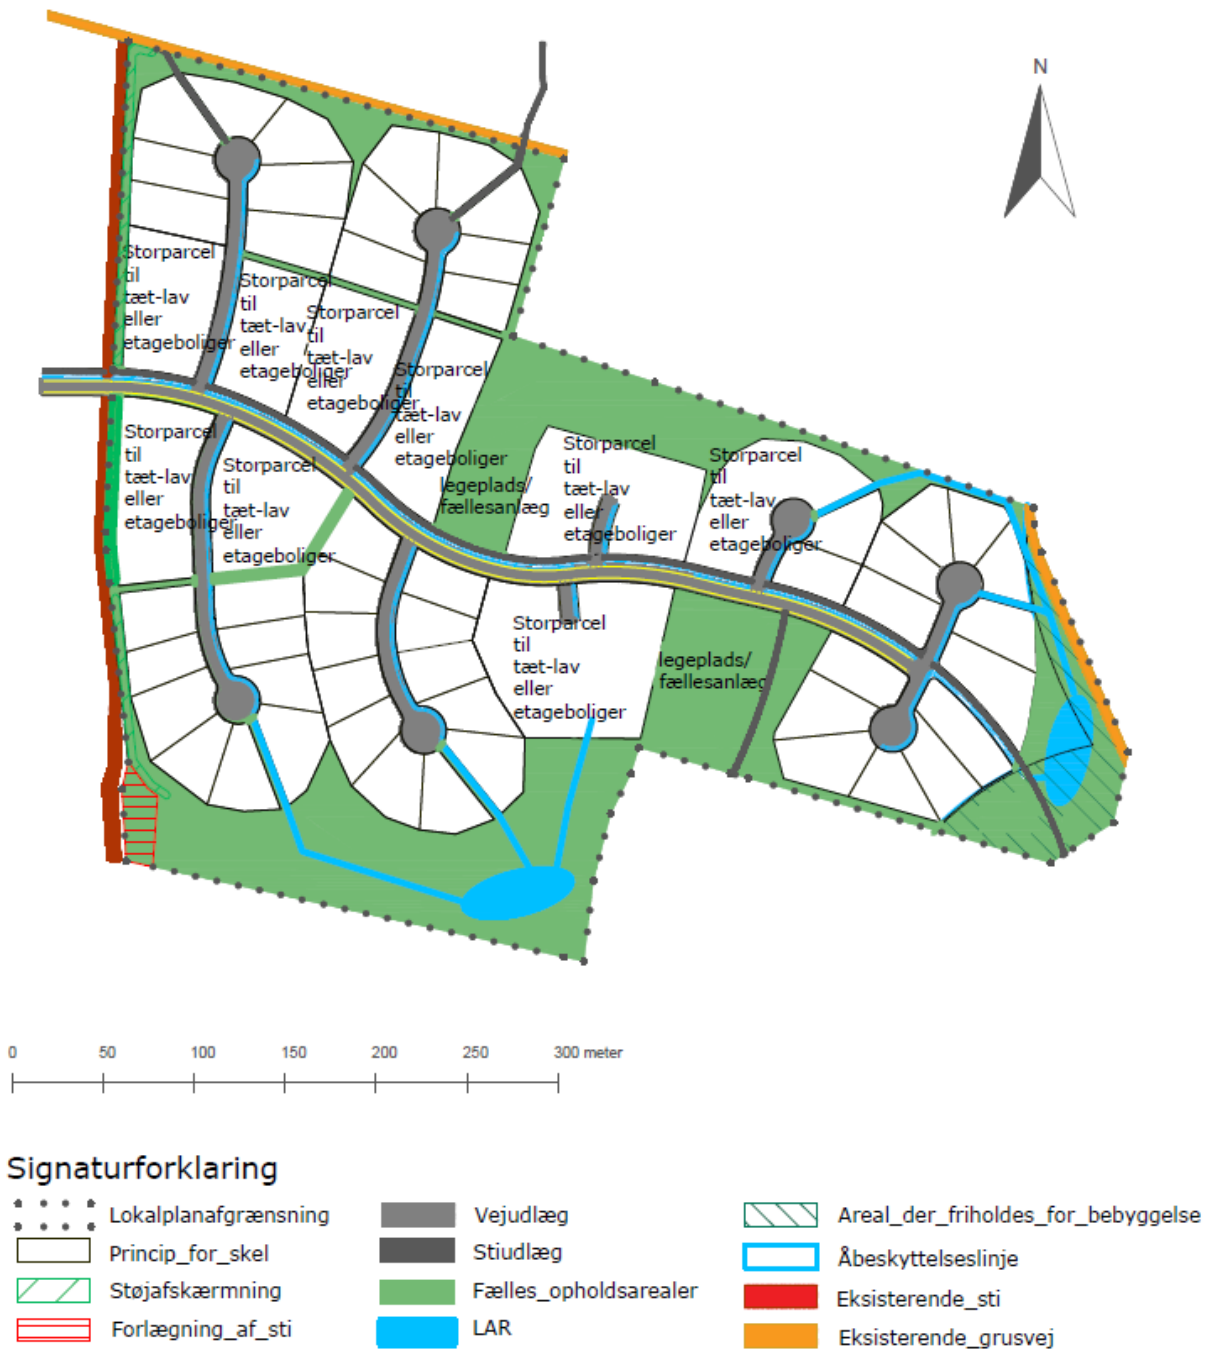 N
Storparcel
til
tæt-lav
eller
etageboliger
Storparcel
til
tæt-lav
eller
etageboliger
Storparcel
til
tæt-lav
eller
etageboliger
Storparcel
til
tæt-lav
eller
etageboliger
Storparcel
til
tæt-lav
eller
etageboliger
Storparcel
til
tæt-lav
eller
etageboliger
legeplads/
fællesanlæg
Storparcel
til
tæt-lav
eller
etageboliger
Storparcel
til
tæt-lav
eller
etageboliger
Storparcel
til
tæt-lav
eller
etageboliger
legeplads/
fællesanlæg
0 50 100 150 200 250 300 meter
Signaturforklaring
Lokalplanafgrænsning
Princip_for_skel
Støjafskærmning
Forlægning_af_sti
Vejudlæg
Stiudlæg
Fælles_opholdsarealer
LAR
Areal_der_friholdes_for_bebyggelse
Åbeskyttelseslinje
Eksisterende_sti
Eksisterende_grusvej